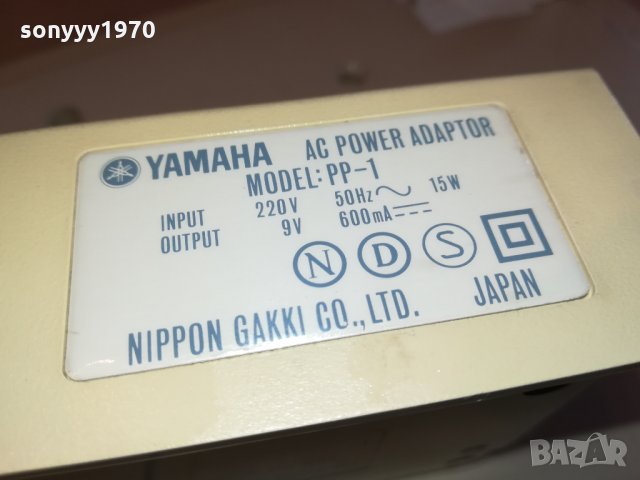 sonyyy1970
YAMAHA AC POWER ADAPTOR
MODEL: PP-1
INPUT 220V 50Hz 15W
OUTPUT 9V 600mA
N D S
NIPPON GAKKI CO., LTD. JAPAN
BAZAR